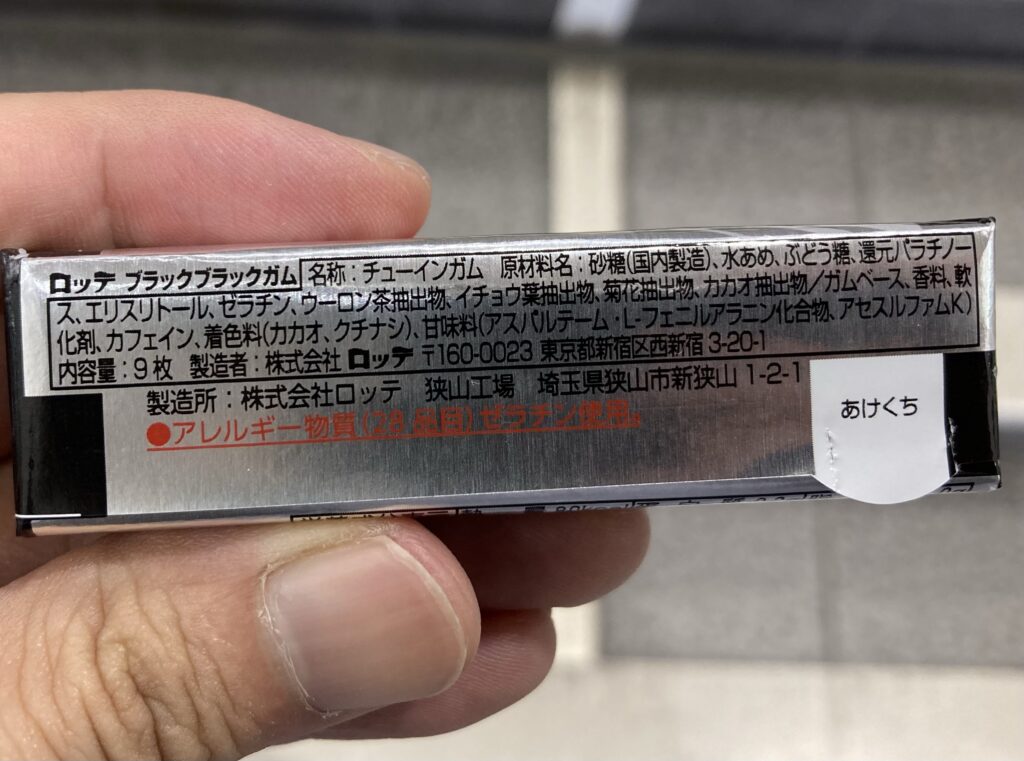 ロッテ ブラックブラックガム 名称：チューインガム 原材料名：砂糖(国内製造)、水あめ、ぶどう糖、還元パラチノー
ス、エリスリトール、ゼラチン、ウーロン茶抽出物、イチョウ葉抽出物、菊花抽出物、カカオ抽出物／ガムベース、香料、軟
化剤、カフェイン、着色料(カカオ、クチナシ)、甘味料(アスパルテーム・L-フェニルアラニン化合物、アセスルファムK)
内容量：9枚 製造者：株式会社 ロッテ 〒160-0023 東京都新宿区西新宿 3-20-1
製造所：株式会社ロッテ 狭山工場 埼玉県狭山市新狭山 1-2-1
●アレルギー物質(28品目)ゼラチン使用。
あけくち